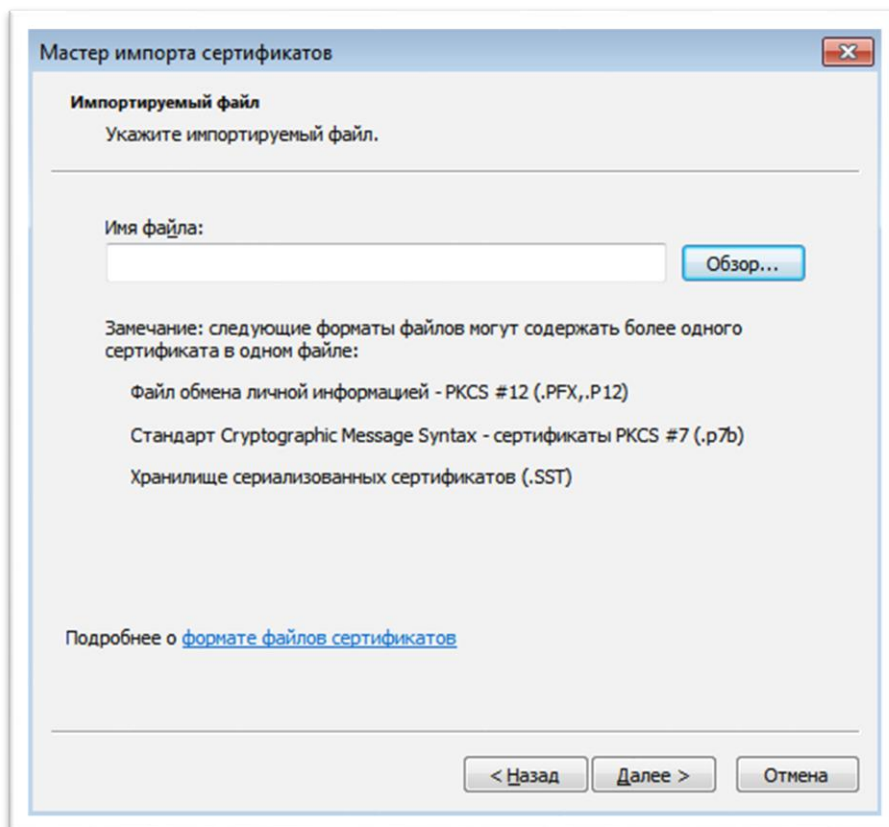 Мастер импорта сертификатов
Импортируемый файл
Укажите импортируемый файл.
Имя файла:
Обзор...
Замечание: следующие форматы файлов могут содержать более одного
сертификата в одном файле:
Файл обмена личной информацией - PKCS #12 (.PFX,.P12)
Стандарт Cryptographic Message Syntax - сертификаты PKCS #7 (.p7b)
Хранилище сериализованных сертификатов (.SST)
Подробнее о формате файлов сертификатов
< Назад Далее > Отмена